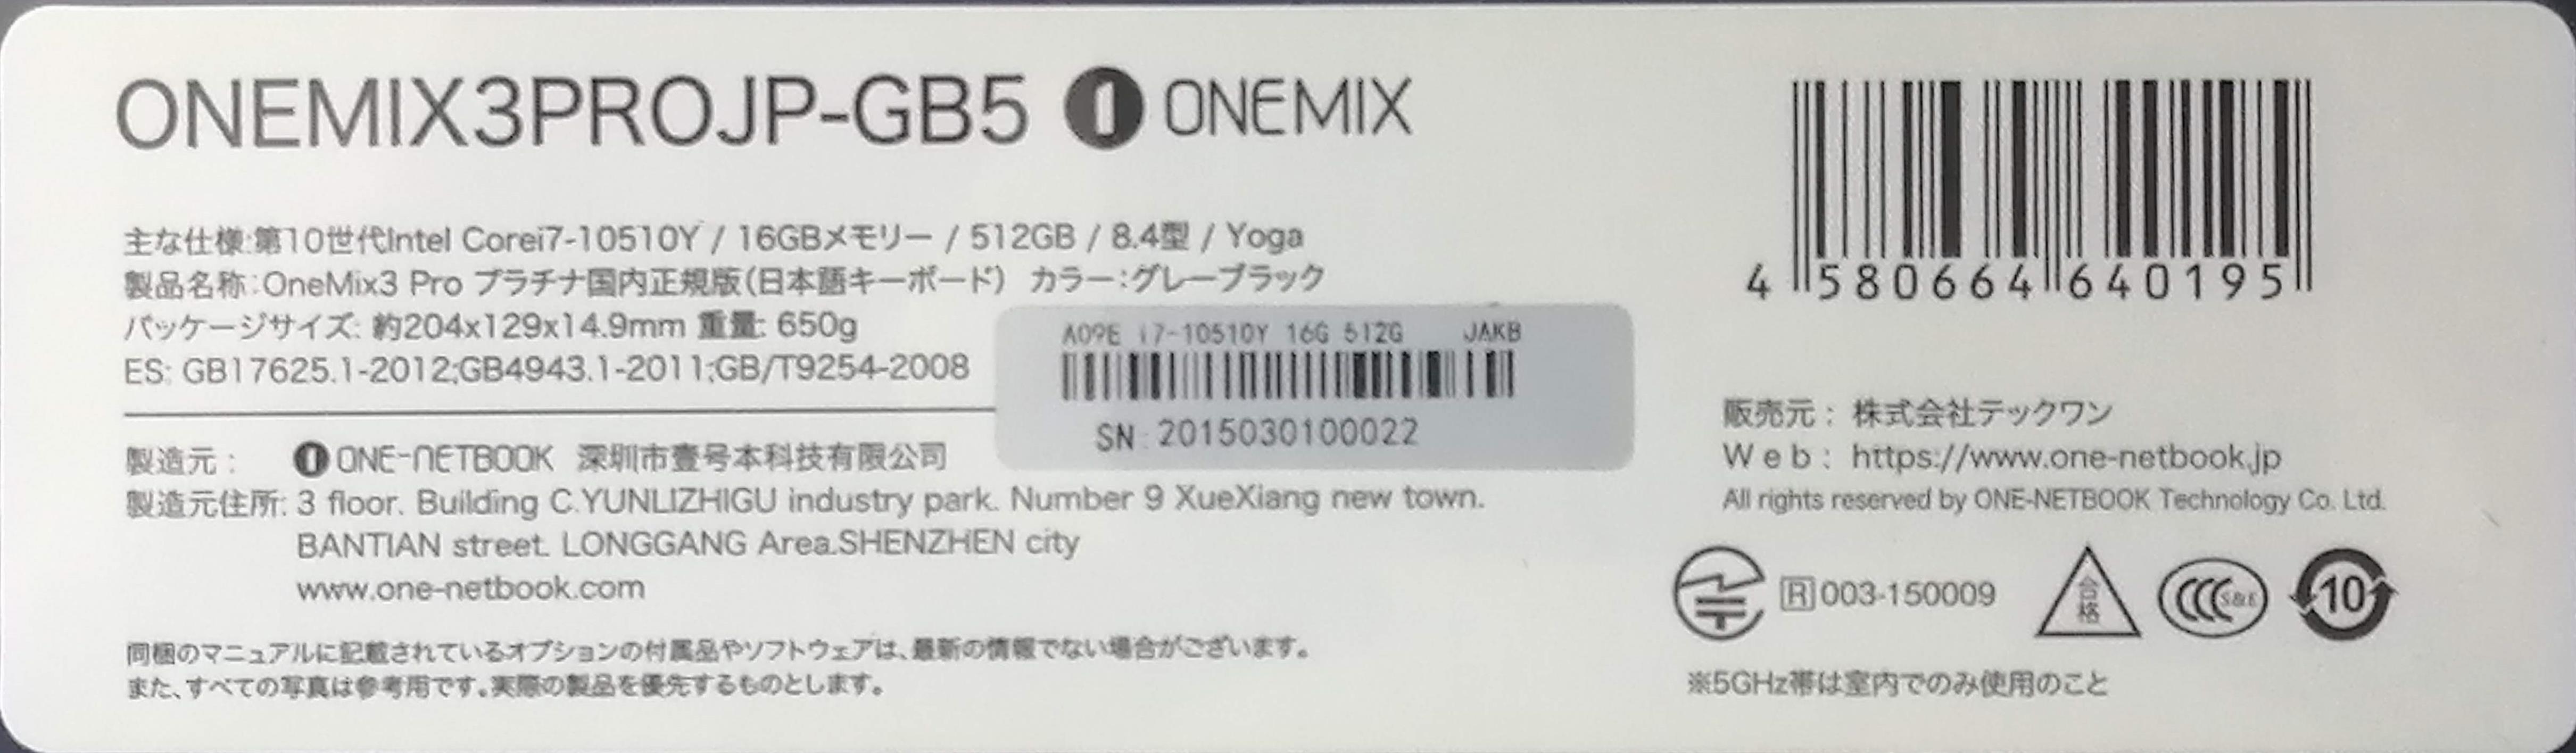 ONEMIX3PROJP-GB5 ONEMIX
主な仕様:第10世代Intel Corei7-10510Y / 16GBメモリー / 512GB / 8.4型 / Yoga
製品名称:OneMix3 Pro プラチナ国内正規版(日本語キーボード) カラー:グレーブラック
パッケージサイズ: 約204x129x14.9mm 重量: 650g
ES: GB17625.1-2012;GB4943.1-2011;GB/T9254-2008
A09E i7-10510Y 16G 512G JAKB
SN:2015030100022
製造元: ONE-NETBOOK 深圳市壹号本科技有限公司
製造元住所: 3 floor. Building C.YUNLIZHIGU industry park. Number 9 XueXiang new town.
BANTIAN street. LONGGANG Area.SHENZHEN city
www.one-netbook.com
同梱のマニュアルに記載されているオプションの付属品やソフトウェアは、最新の情報でない場合がございます。
また、すべての写真は参考用です。実際の製品を優先するものとします。
4 580664 640195
販売元: 株式会社テックワン
Web: https://www.one-netbook.jp
All rights reserved by ONE-NETBOOK Technology Co. Ltd.
R 003-150009 合格 CCC S&E 10
※5GHz帯は室内でのみ使用のこと